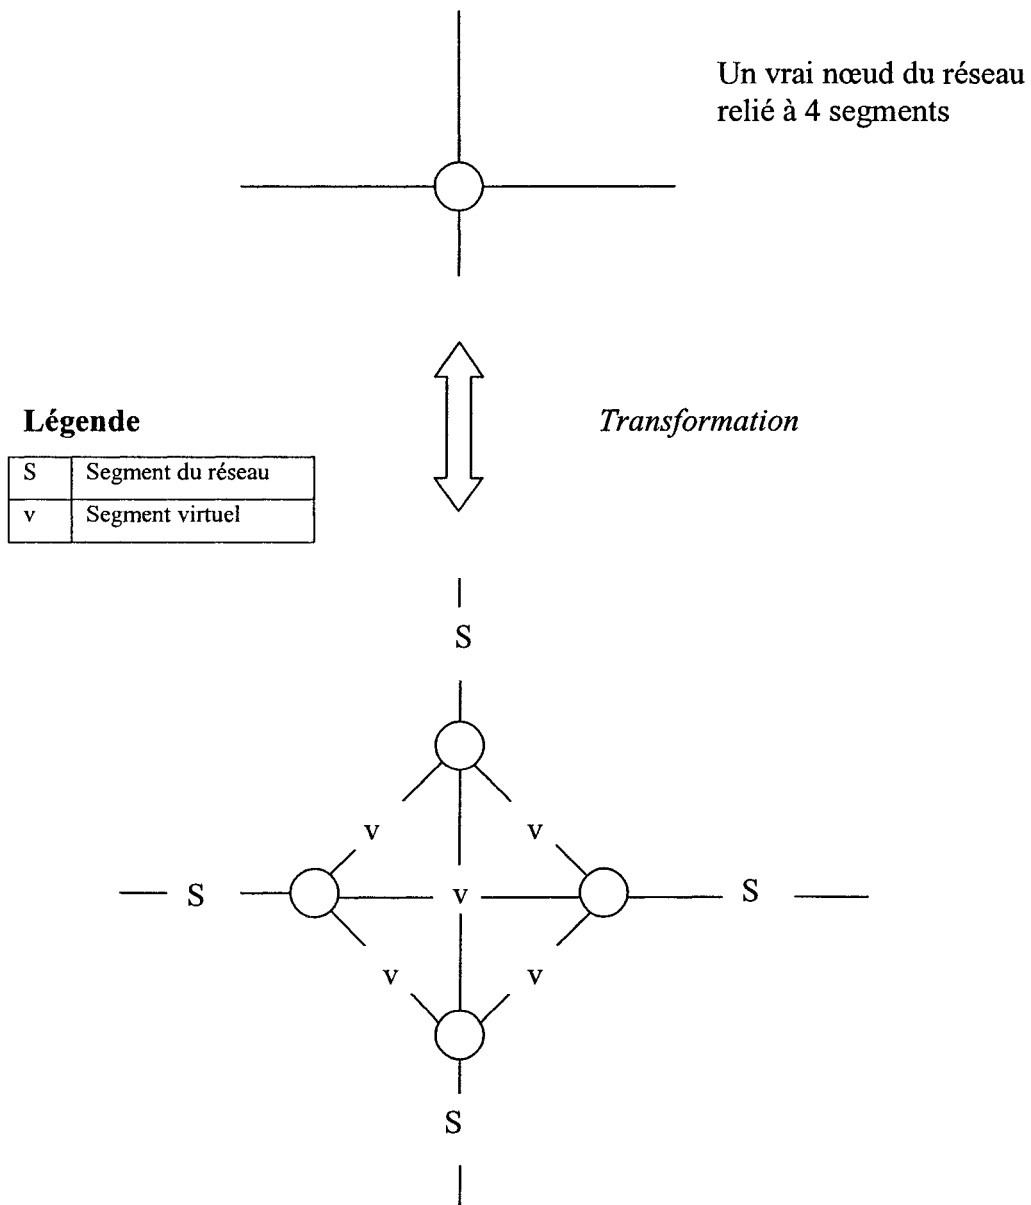 Un vrai nœud du réseau
relié à 4 segments
Légende
Transformation
S Segment du réseau
v Segment virtuel
S
v v
S v S
v v
S